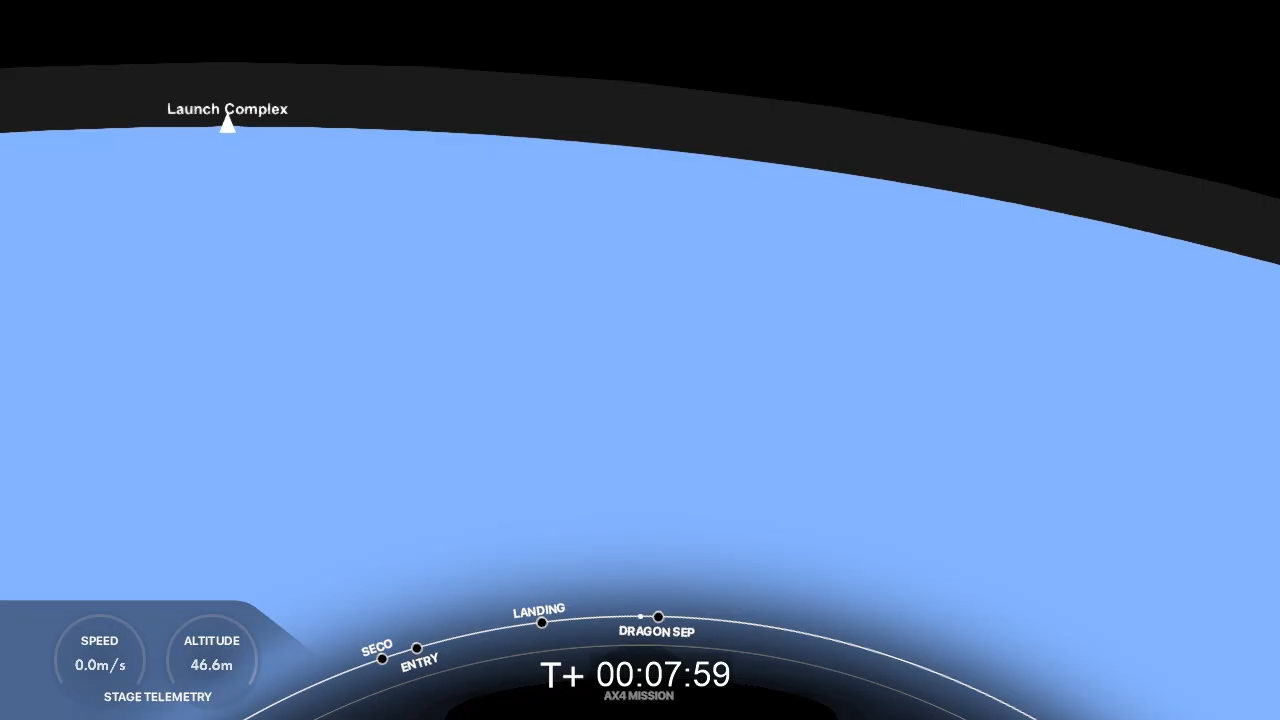 Launch Complex
SPEED
0.0m/s
ALTITUDE
46.6m
STAGE TELEMETRY
SECO
ENTRY
LANDING
DRAGON SEP
T+ 00:07:59
AX4 MISSION